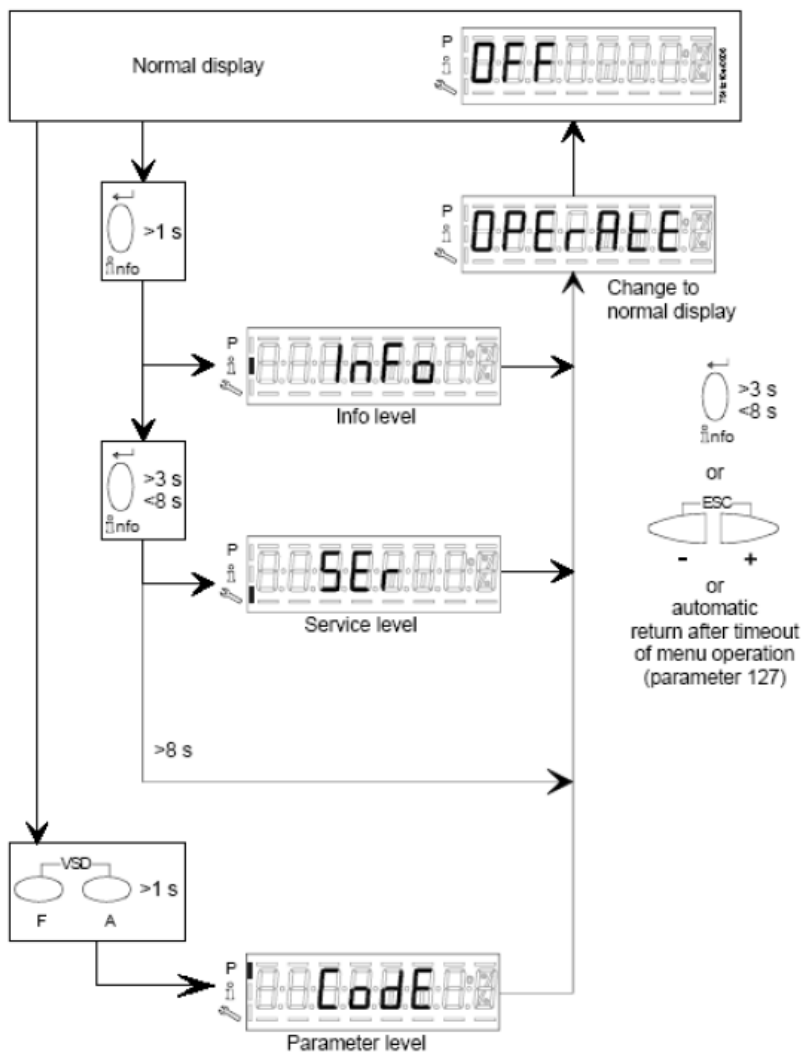 Normal display
P
i
OFF
P
i
OPErAtE
Change to
normal display
>1 s
info
P
i
InFo
Info level
>3 s
<8 s
info
>3 s
<8 s
info
or
ESC
- +
or
automatic
return after timeout
of menu operation
(parameter 127)
P
i
SEr
Service level
>8 s
VSD
>1 s
F A
P
i
CodE
Parameter level